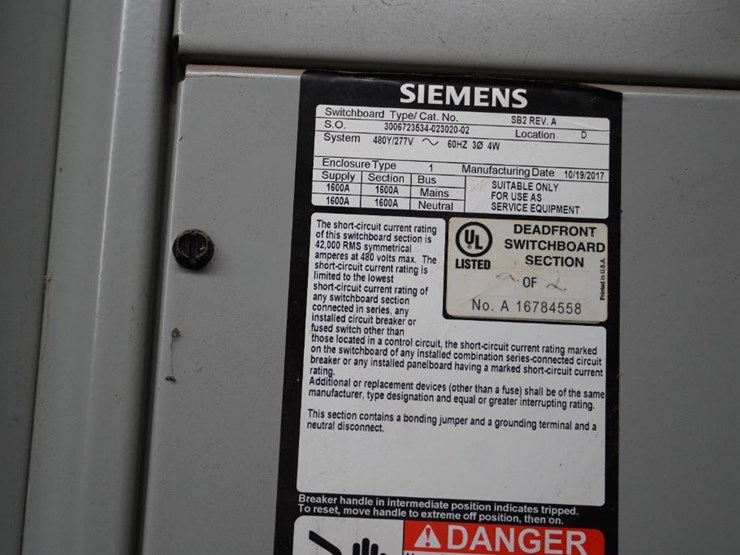 SIEMENS
Switchboard Type/ Cat. No. SB2 REV. A
S.O. 3006723534-023020-02 Location D
System 480Y/277V ~ 60HZ 3Ø 4W
Enclosure Type 1 Manufacturing Date 10/19/2017
Supply Section Bus SUITABLE ONLY
1600A 1600A Mains FOR USE AS
1600A 1600A Neutral SERVICE EQUIPMENT
The short-circuit current rating
of this switchboard section is
42,000 RMS symmetrical
amperes at 480 volts max. The
short-circuit current rating is
limited to the lowest
short-circuit current rating of
any switchboard section
connected in series, any
installed circuit breaker or
fused switch other than
those located in a control circuit, the short-circuit current rating marked
on the switchboard of any installed combination series-connected circuit
breaker or any installed panelboard having a marked short-circuit current
rating.
Additional or replacement devices (other than a fuse) shall be of the same
manufacturer, type designation and equal or greater interrupting rating.
This section contains a bonding jumper and a grounding terminal and a
neutral disconnect.
UL
LISTED
DEADFRONT
SWITCHBOARD
SECTION
OF 2
No. A 16784558
Printed in U.S.A.
Breaker handle in intermediate position indicates tripped.
To reset, move handle to extreme off position, then on.
DANGER